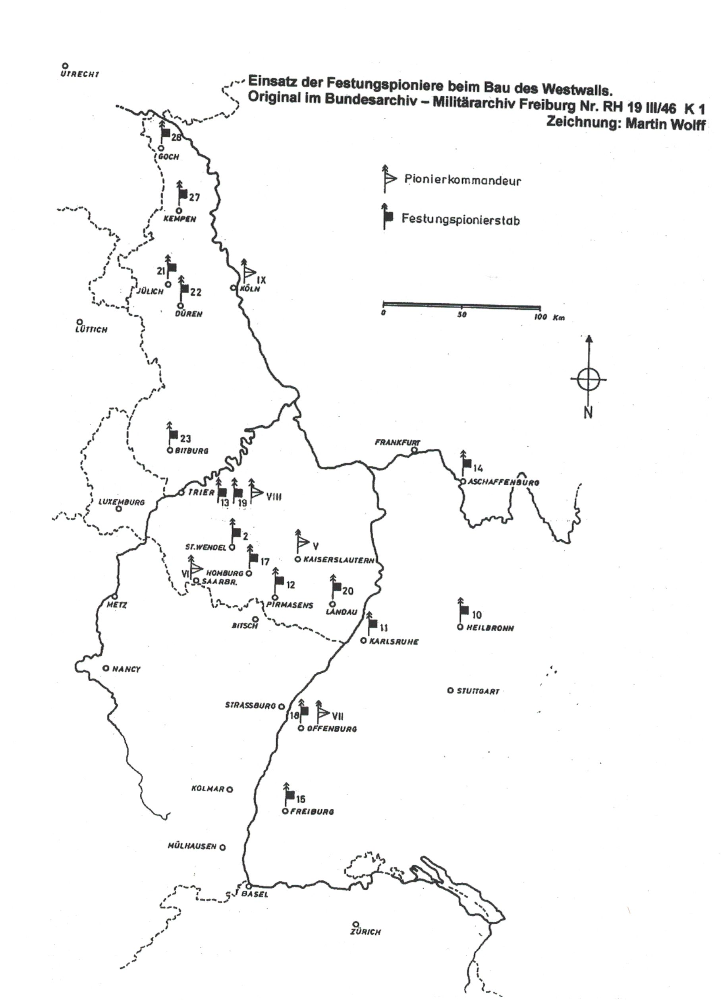 UTRECHT
Einsatz der Festungspioniere beim Bau des Westwalls.
Original im Bundesarchiv – Militärarchiv Freiburg Nr. RH 19 III/46 K 1
Zeichnung: Martin Wolff
28
GOCH
Pionierkommandeur
27
KEMPEN
Festungspionierstab
21
JÜLICH
22
DÜREN
IX
KÖLN
0 50 100 Km
LÜTTICH
N
23
BITBURG
FRANKFURT
14
ASCHAFFENBURG
TRIER
13
19
VIII
LUXEMBURG
2
ST.WENDEL
V
KAISERSLAUTERN
17
HOMBURG
VI
SAARBR.
12
PIRMASENS
20
LANDAU
METZ
BITSCH
11
KARLSRUHE
10
HEILBRONN
NANCY
STUTTGART
STRASSBURG
18
VII
OFFENBURG
KOLMAR
15
FREIBURG
MÜLHAUSEN
BASEL
ZÜRICH